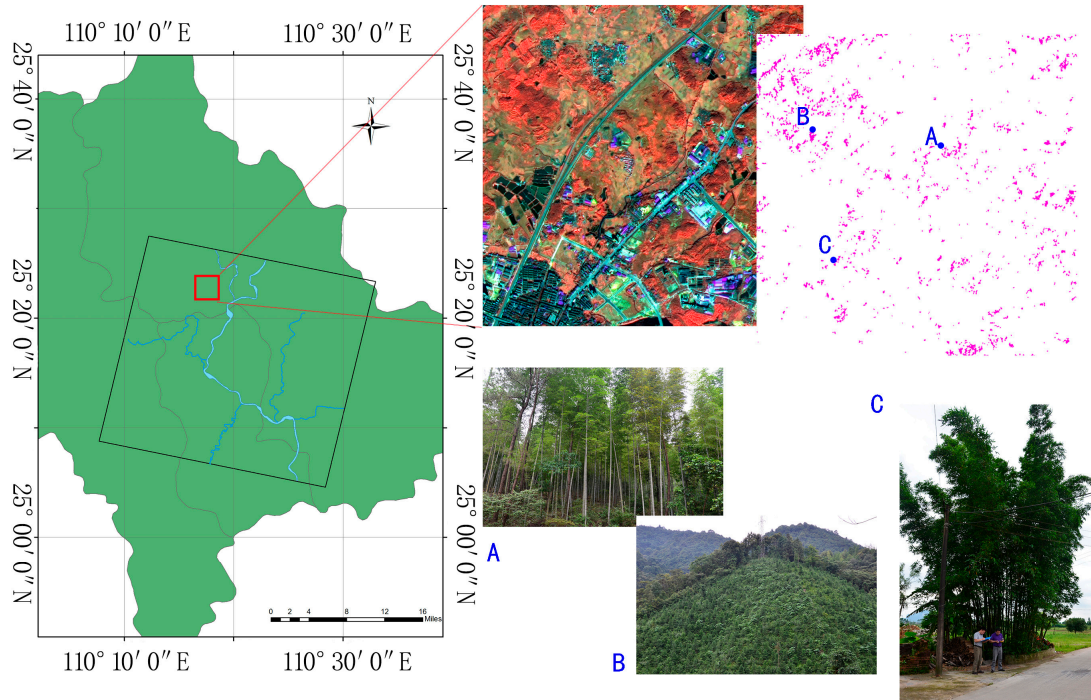 110° 10′ 0″ E
110° 30′ 0″ E
25° 40′ 0″ N
25° 20′ 0″ N
25° 00′ 0″ N
N
25° 40′ 0″ N
25° 20′ 0″ N
25° 00′ 0″ N
0 2 4 8 12 16
Miles
110° 10′ 0″ E
110° 30′ 0″ E
B
A
C
A
B
C